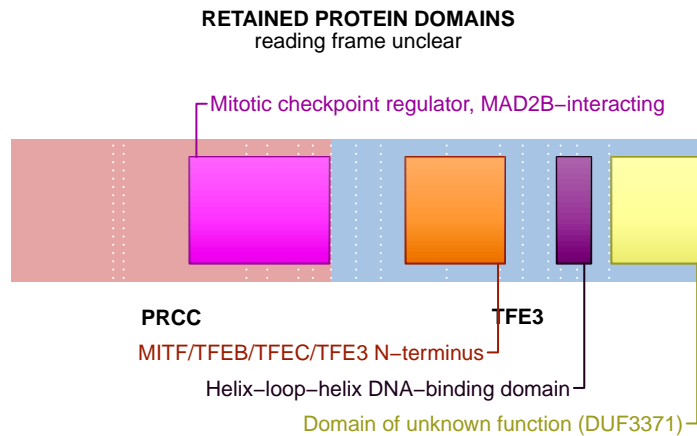 RETAINED PROTEIN DOMAINS
reading frame unclear
Mitotic checkpoint regulator, MAD2B−interacting
PRCC TFE3
MITF/TFEB/TFEC/TFE3 N−terminus
Helix−loop−helix DNA−binding domain
Domain of unknown function (DUF3371)